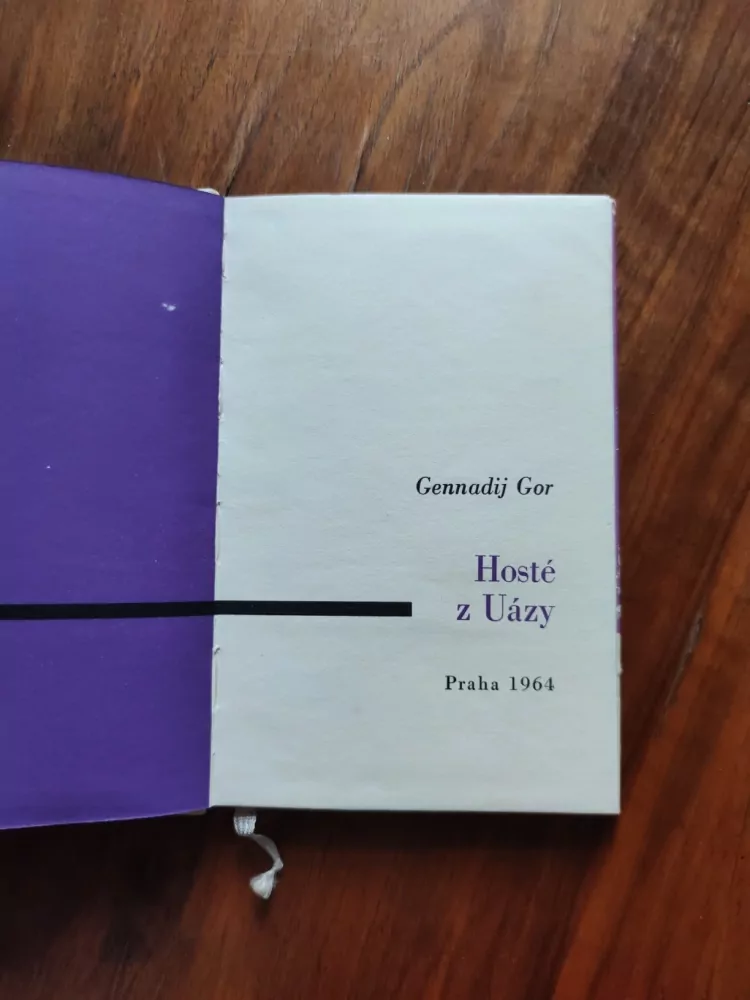 Gennadij Gor
Hosté
z Uázy
Praha 1964